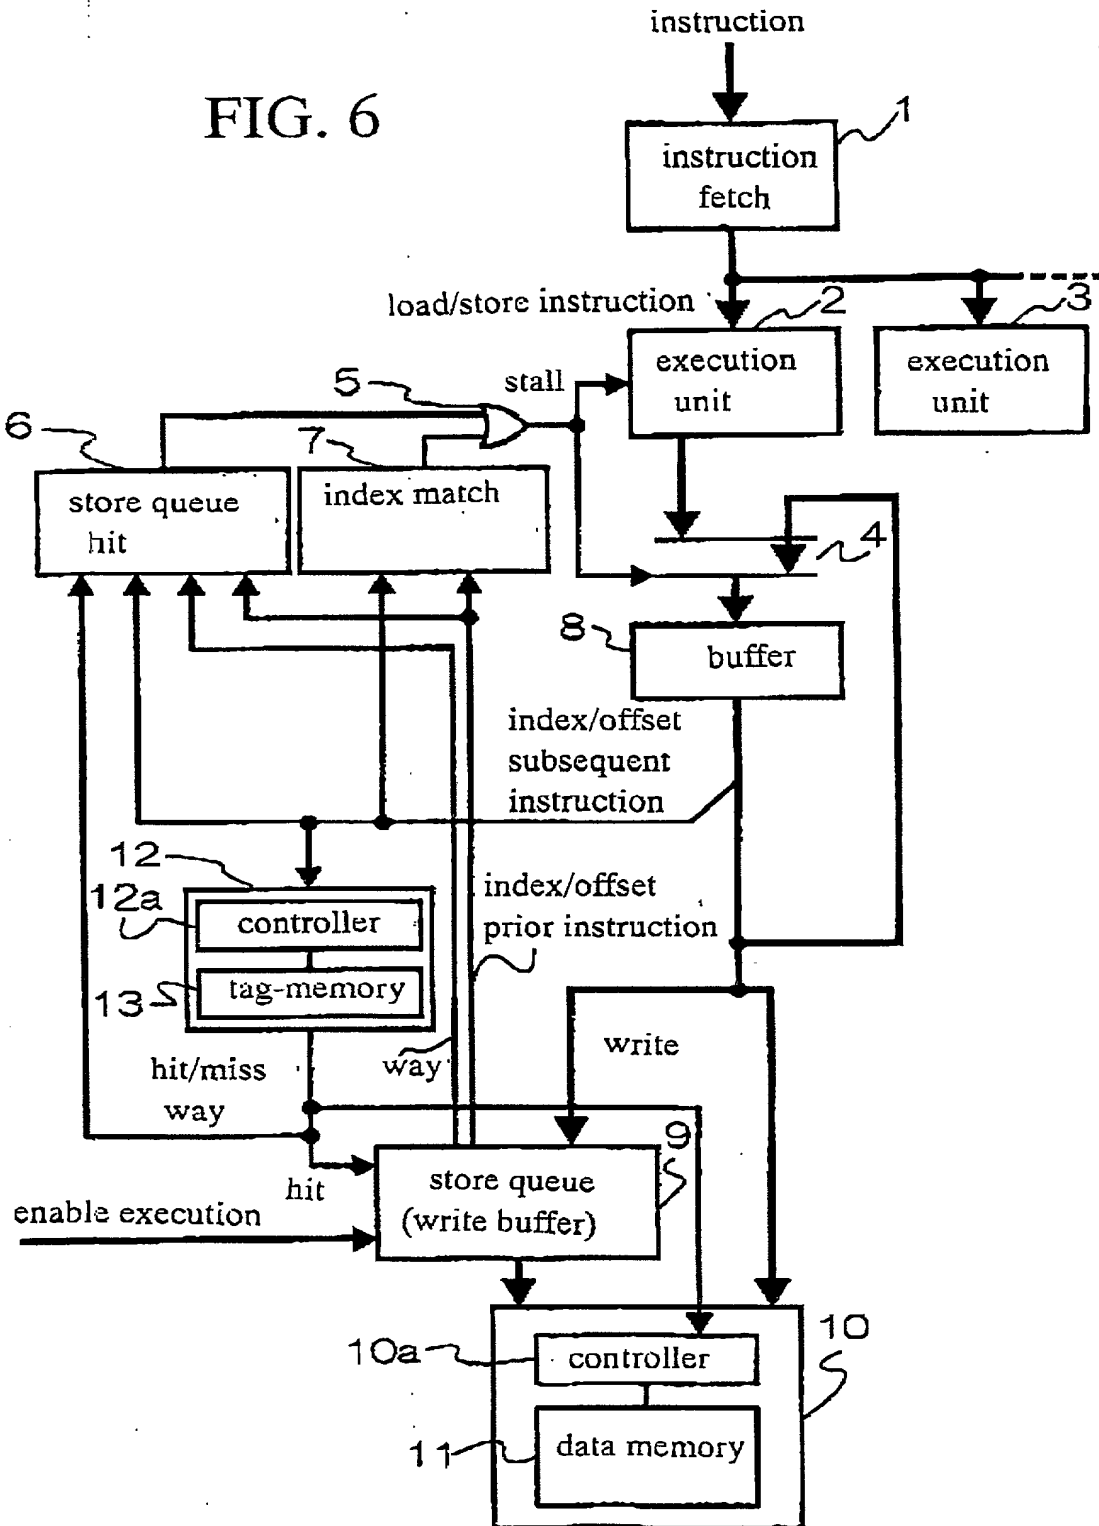 instruction
FIG. 6
1
instruction
fetch
load/store instruction
2
3
execution
unit
execution
unit
5
stall
6
7
store queue
hit
index match
4
8
buffer
index/offset
subsequent
instruction
12
12a
controller
index/offset
prior instruction
13
tag-memory
hit/miss
way
way
write
9
hit
store queue
(write buffer)
enable execution
10
10a
controller
11
data memory